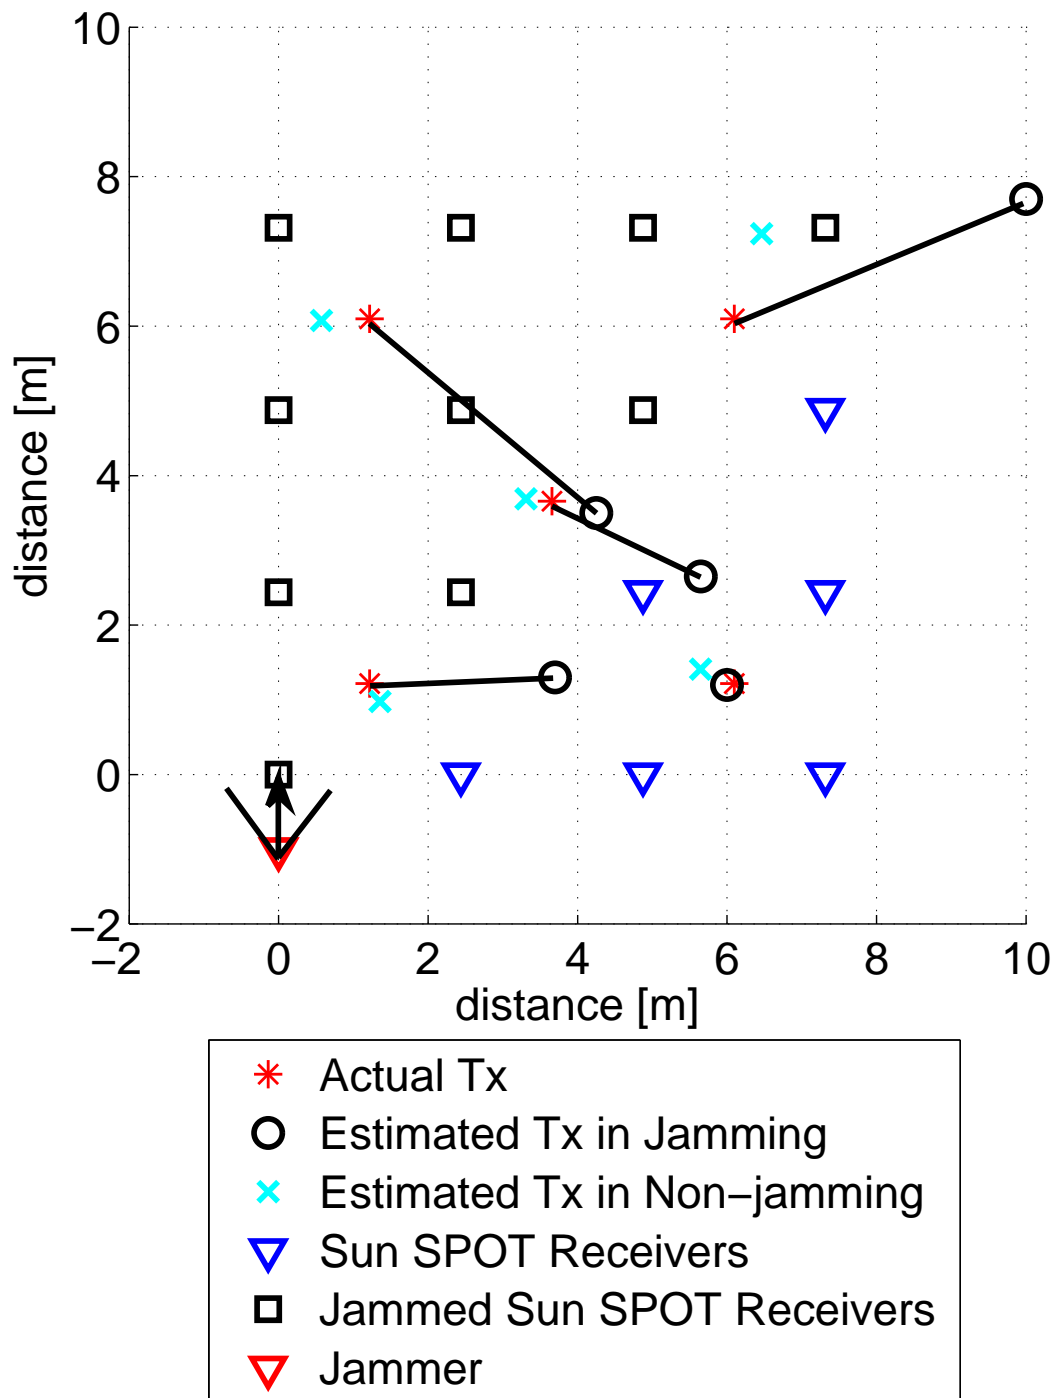 10
8
6
4
2
0
−2
distance [m]
−2 0 2 4 6 8 10
distance [m]
Actual Tx
Estimated Tx in Jamming
Estimated Tx in Non−jamming
Sun SPOT Receivers
Jammed Sun SPOT Receivers
Jammer